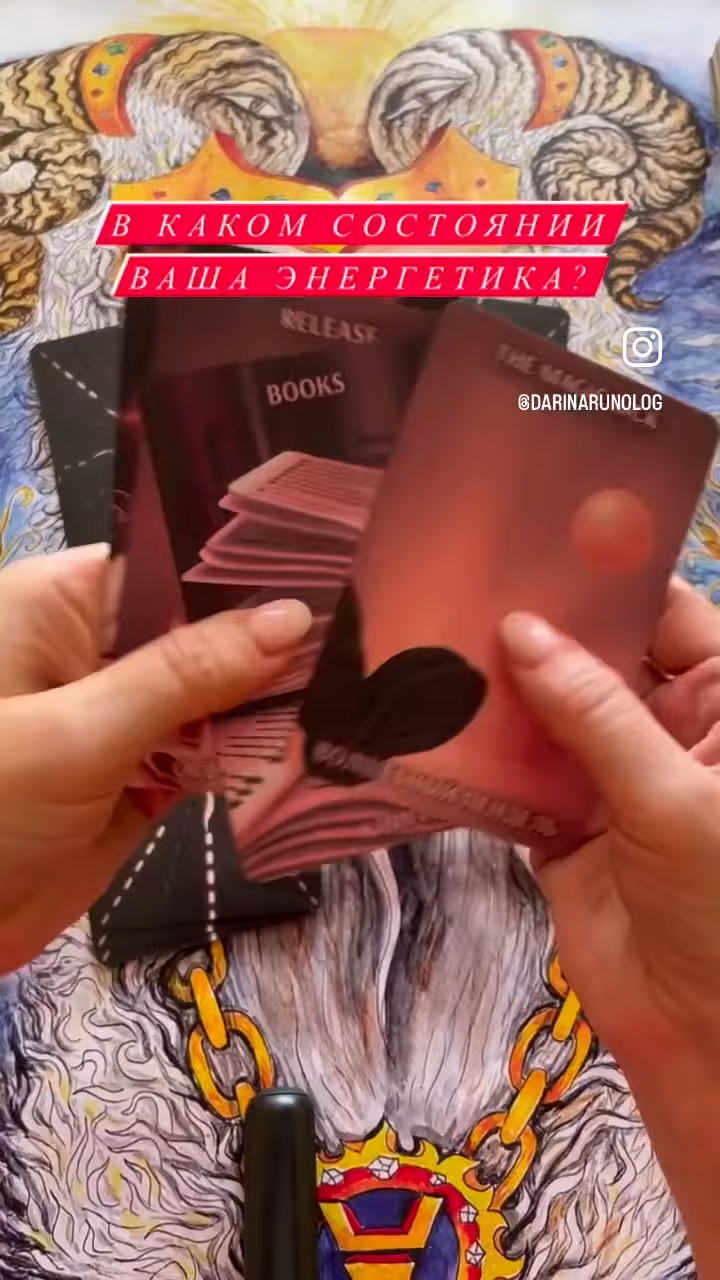 В КАКОМ СОСТОЯНИИ
ВАША ЭНЕРГЕТИКА?
RELEASE
BOOKS
@DARINARUNOLOG